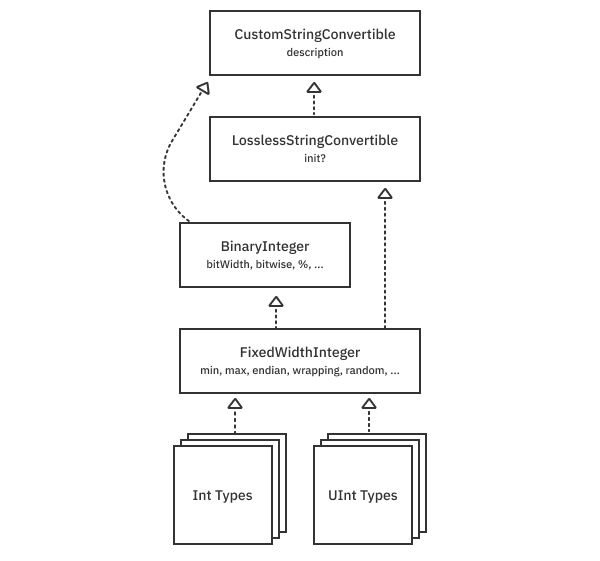 CustomStringConvertible
description
LosslessStringConvertible
init?
BinaryInteger
bitWidth, bitwise, %, ...
FixedWidthInteger
min, max, endian, wrapping, random, ...
Int Types
UInt Types